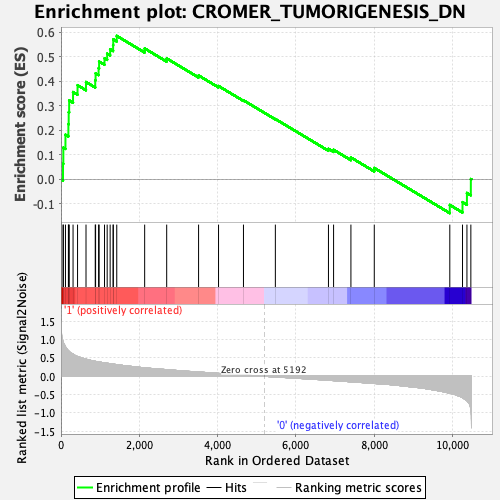 Enrichment plot: CROMER_TUMORIGENESIS_DN
Enrichment score (ES)
0.6
0.5
0.4
0.3
0.2
0.1
0.0
-0.1
'1' (positively correlated)
Ranked list metric (Signal2Noise)
1.5
1.0
0.5
0.0
-0.5
-1.0
-1.5
Zero cross at 5192
'0' (negatively correlated)
0
2,000
4,000
6,000
8,000
10,000
Rank in Ordered Dataset
Enrichment profile
Hits
Ranking metric scores